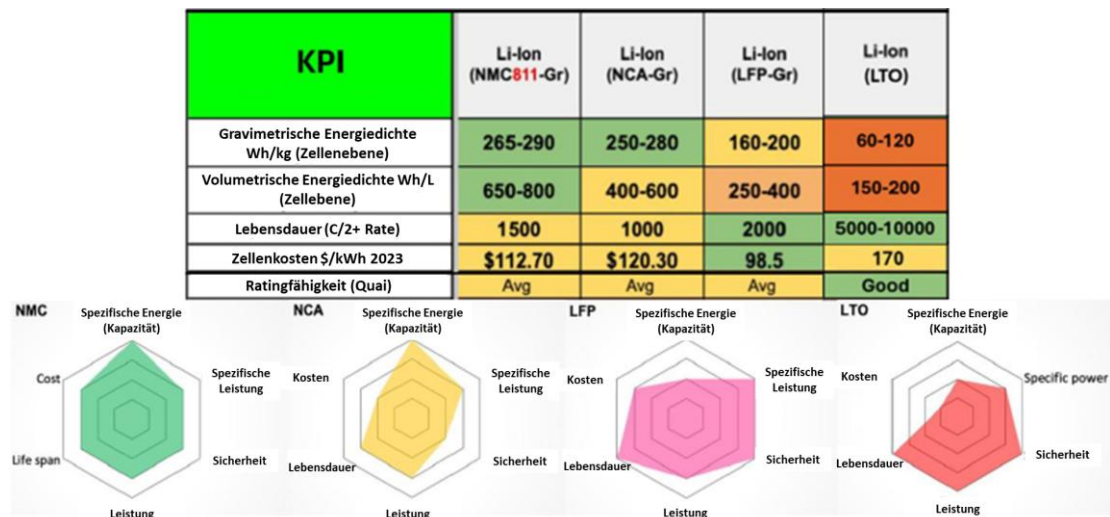 KPI
Li-Ion
(NMC811-Gr)
Li-Ion
(NCA-Gr)
Li-Ion
(LFP-Gr)
Li-Ion
(LTO)
Gravimetrische Energiedichte
Wh/kg (Zellenebene)
265-290
250-280
160-200
60-120
Volumetrische Energiedichte Wh/L
(Zellebene)
650-800
400-600
250-400
150-200
Lebensdauer (C/2+ Rate)
1500
1000
2000
5000-10000
Zellenkosten $/kWh 2023
$112.70
$120.30
98.5
170
Ratingfähigkeit (Quai)
Avg
Avg
Avg
Good
NMC
Spezifische Energie
(Kapazität)
Cost
Spezifische
Leistung
Life span
Sicherheit
Leistung
NCA
Spezifische Energie
(Kapazität)
Kosten
Spezifische
Leistung
Lebensdauer
Sicherheit
Leistung
LFP
Spezifische Energie
(Kapazität)
Kosten
Spezifische
Leistung
Lebensdauer
Sicherheit
Leistung
LTO
Spezifische Energie
(Kapazität)
Kosten
Specific power
Lebensdauer
Sicherheit
Leistung